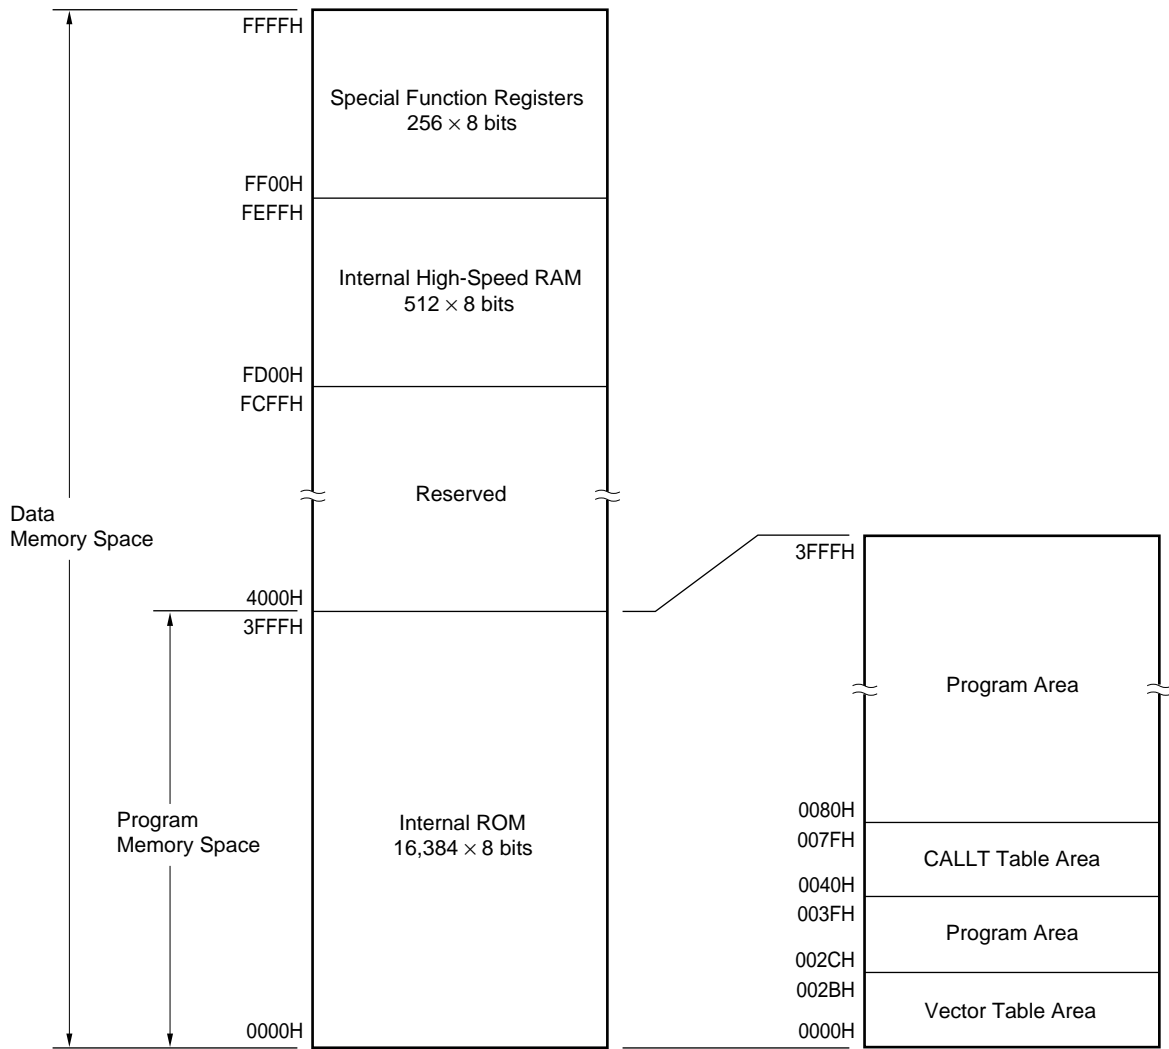 FFFFH
Special Function Registers
256 × 8 bits
FF00H
FEFFH
Internal High-Speed RAM
512 × 8 bits
FD00H
FCFFH
Reserved
Data
Memory Space
4000H
3FFFH
Program
Memory Space
Internal ROM
16,384 × 8 bits
0000H
3FFFH
Program Area
0080H
007FH
CALLT Table Area
0040H
003FH
Program Area
002CH
002BH
Vector Table Area
0000H